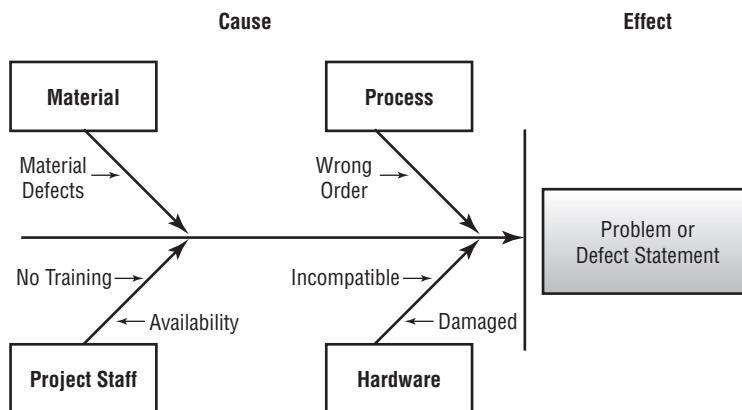 Cause
Effect
Material
Process
Material
Defects
Wrong
Order
Problem or
Defect Statement
No Training
Incompatible
Availability
Damaged
Project Staff
Hardware